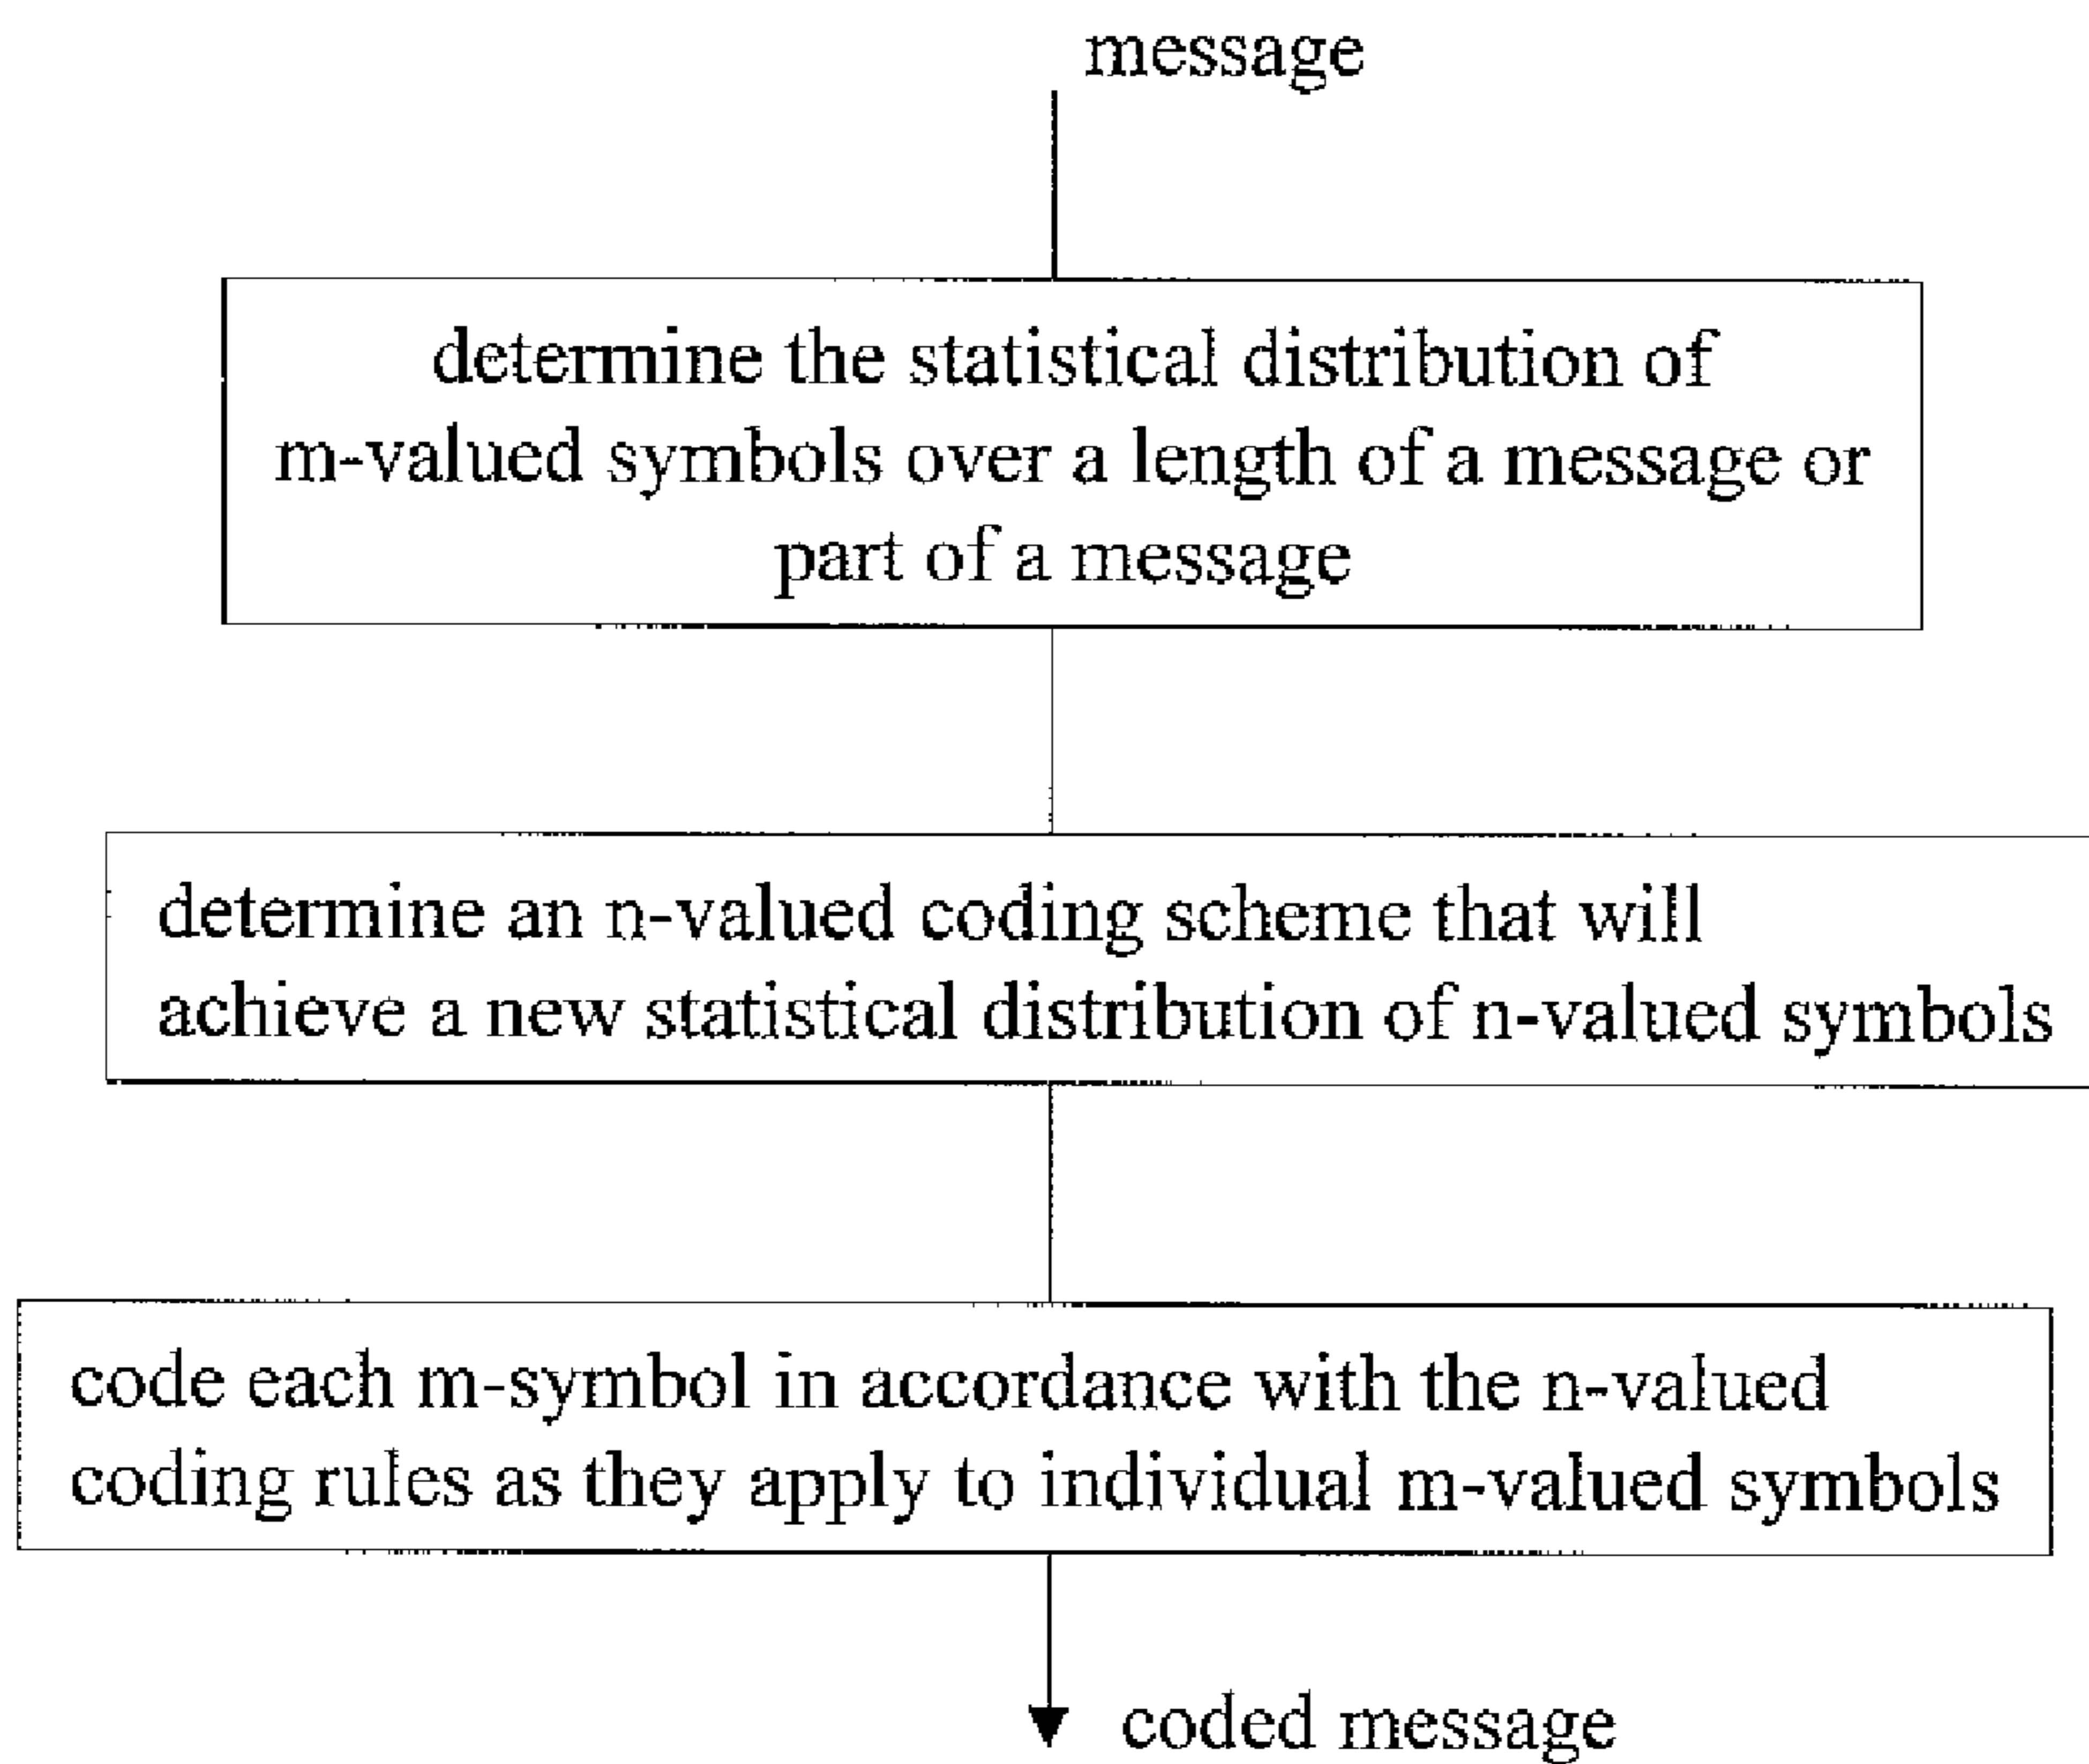 message
determine the statistical distribution of
m-valued symbols over a length of a message or
part of a message
determine an n-valued coding scheme that will
achieve a new statistical distribution of n-valued symbols
code each m-symbol in accordance with the n-valued
coding rules as they apply to individual m-valued symbols
coded message